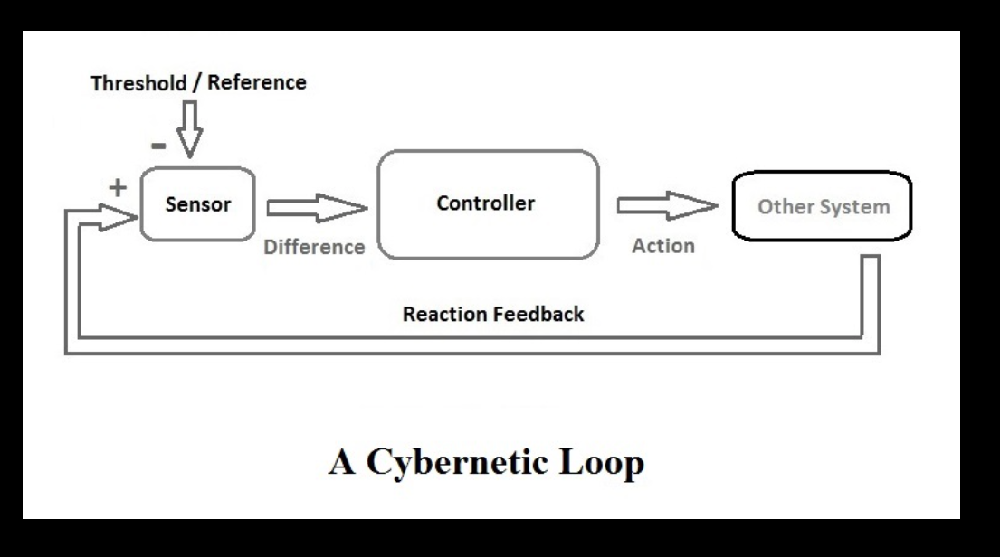 Threshold / Reference
-
+
Sensor
Controller
Other System
Difference
Action
Reaction Feedback
A Cybernetic Loop